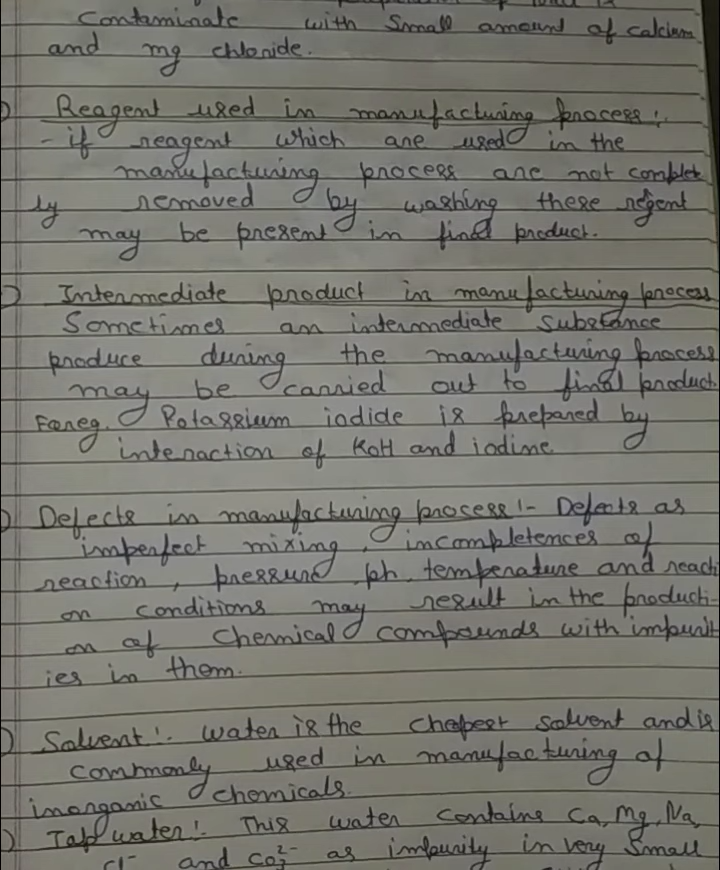 Contaminate with Small amount of calcium
and mg chloride.
Reagent used in manufacturing process :-
- if reagent which are used in the
manufacturing process are not complet
ly removed by washing these regent
may be present in final product.
Intermediate product in manufacturing process
Sometimes an intermediate Substance
produce during the manufacturing process
may be carried out to final product.
Foreg. Potassium iodide is prepared by
interaction of KOH and iodine
Defects in manufacturing process :- Defects as
imperfect mixing, incompletences of
reaction, pressure, ph, temperature and reacti
on conditions may result in the producti-
on of Chemical compounds with impurit
ies in them.
Solvent :- water is the cheapest solvent and is
commonly used in manufacturing of
inorganic chemicals.
Tap water :- This water contains Ca, Mg, Na,
Cl⁻ and CO₃²⁻ as impurity in very Small